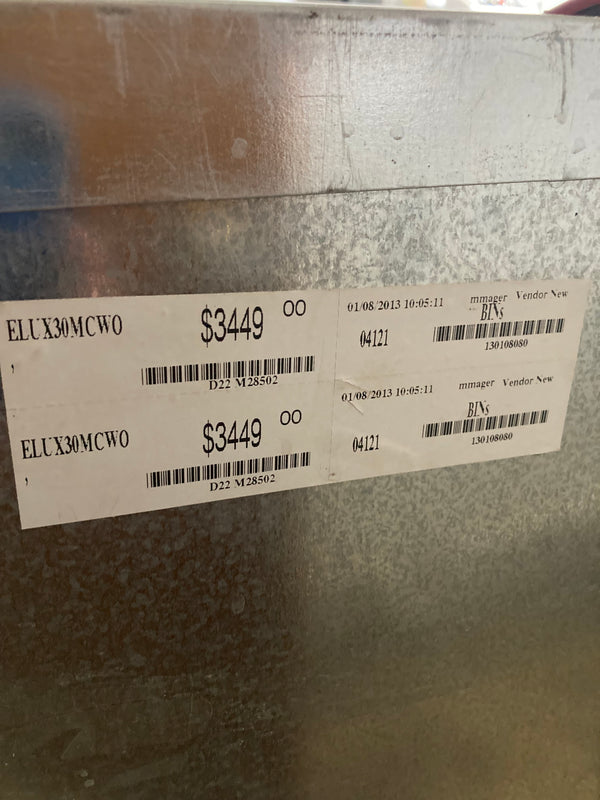 ELUX30MCWO $3449 00 01/08/2013 10:05:11 mmager Vendor New
, 04121 BINs
D22 M28502 130108080
ELUX30MCWO $3449 00 01/08/2013 10:05:11 mmager Vendor New
, 04121 BINs
D22 M28502 130108080